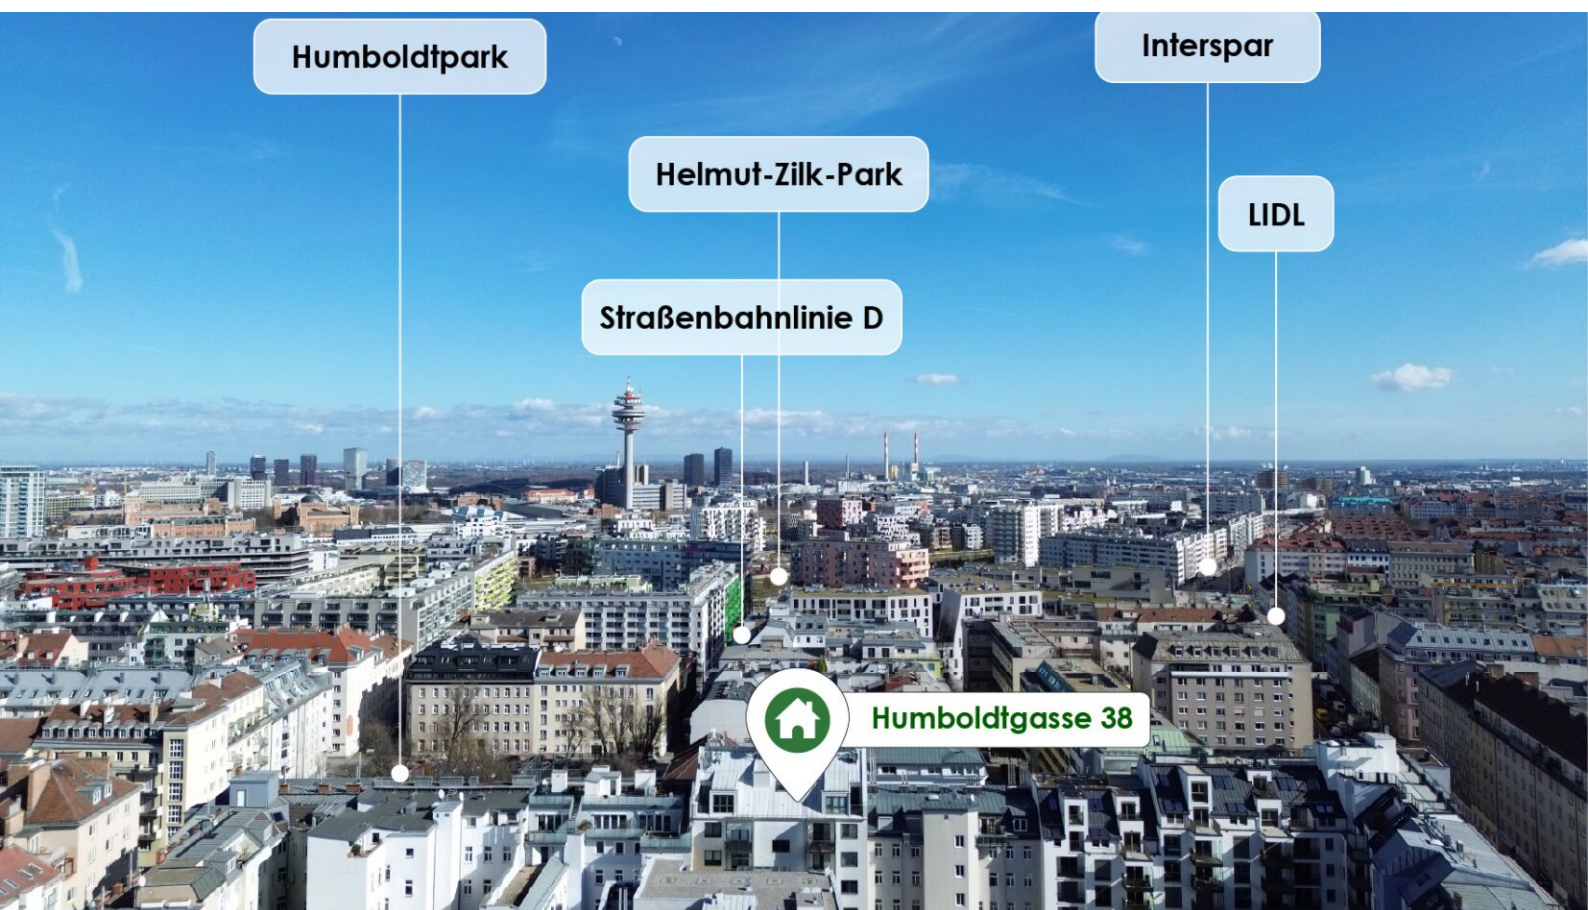 Humboldtpark
Interspar
Helmut-Zilk-Park
LIDL
Straßenbahnlinie D
Humboldtgasse 38